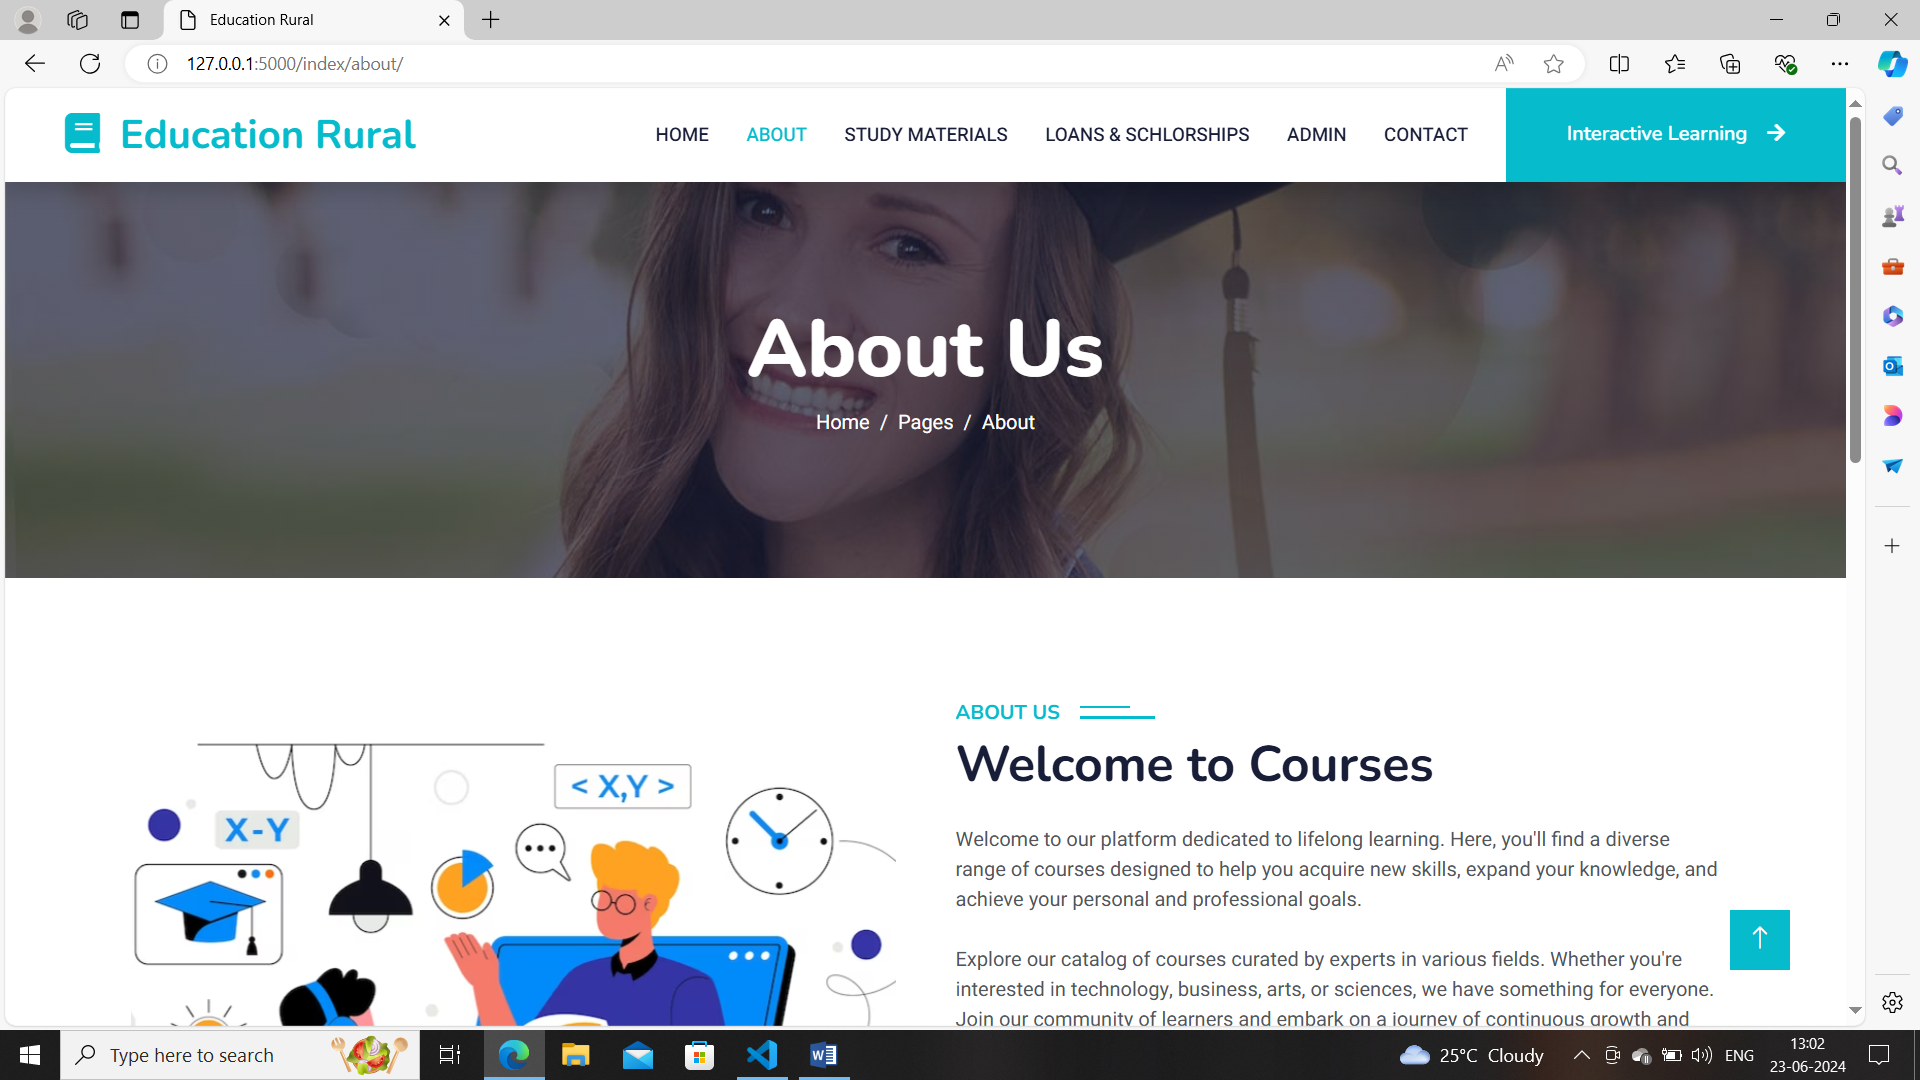 Education Rural
127.0.0.1:5000/index/about/
Education Rural
HOME ABOUT STUDY MATERIALS LOANS & SCHLORSHIPS ADMIN CONTACT Interactive Learning
About Us
Home / Pages / About
ABOUT US
Welcome to Courses
Welcome to our platform dedicated to lifelong learning. Here, you'll find a diverse
range of courses designed to help you acquire new skills, expand your knowledge, and
achieve your personal and professional goals.
Explore our catalog of courses curated by experts in various fields. Whether you're
interested in technology, business, arts, or sciences, we have something for everyone.
Join our community of learners and embark on a journey of continuous growth and
< X,Y >
X-Y
Type here to search
25°C Cloudy
ENG
13:02
23-06-2024